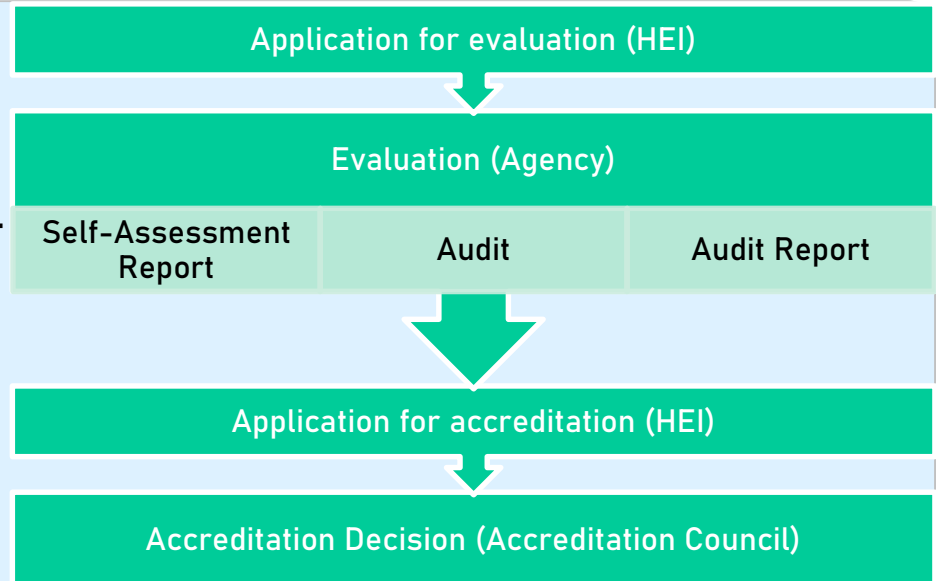 Application for evaluation (HEI)
Evaluation (Agency)
Self-Assessment
Report
Audit
Audit Report
Application for accreditation (HEI)
Accreditation Decision (Accreditation Council)